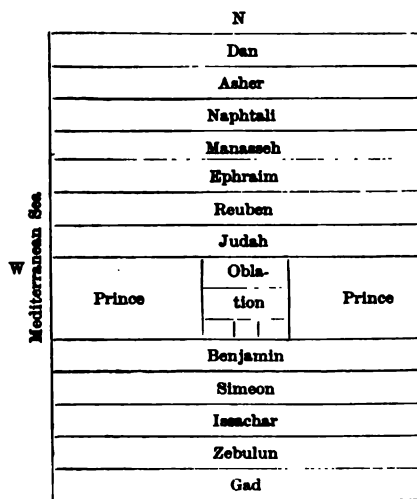 N
Dan
Asher
Naphtali
Manasseh
Ephraim
Reuben
Judah
W
Mediterranean Sea
Obla-
Prince
tion
Prince
Benjamin
Simeon
Issachar
Zebulun
Gad